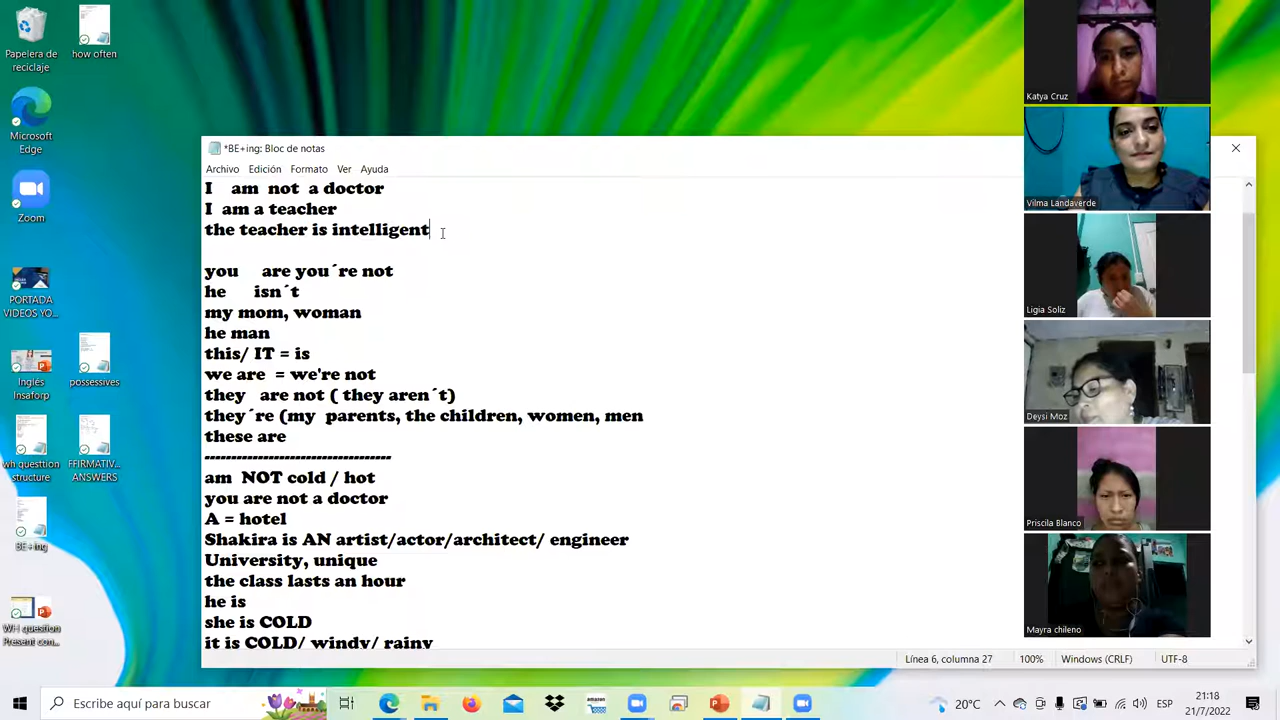 Papelera de reciclaje
how often
Microsoft Edge
Zoom
PORTADA VIDEOS YO...
Inglés Insaforp
possessives
wh questtion structure
FFIRMATIV... ANSWERS
BE+ing
WH question Present con...
*BE+ing: Bloc de notas
Archivo Edición Formato Ver Ayuda
I am not a doctor
I am a teacher
the teacher is intelligent
you are you´re not
he isn´t
my mom, woman
he man
this/ IT = is
we are = we're not
they are not ( they aren´t)
they´re (my parents, the children, women, men
these are
-----------------------------------
am NOT cold / hot
you are not a doctor
A = hotel
Shakira is AN artist/actor/architect/ engineer
University, unique
the class lasts an hour
he is
she is COLD
it is COLD/ windy/ rainy
Línea 6, columna 27 100% Windows (CRLF) UTF-8
Katya Cruz
Vilma Landaverde
Ligia Soliz
Deysi Moz
Priscila Blanco
Mayra chileno
Escribe aquí para buscar
amazon
20°C
ESP
21:18
21/7/2022